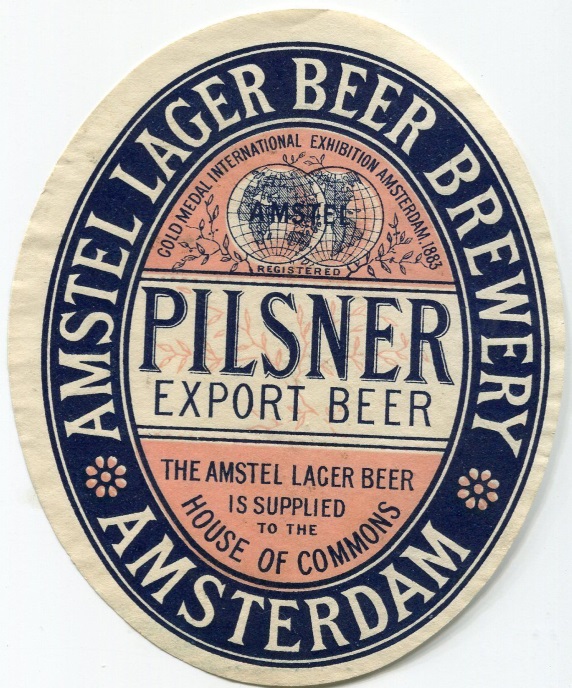 AMSTEL LAGER BEER BREWERY
GOLD MEDAL INTERNATIONAL EXHIBITION AMSTERDAM, 1883
AMSTEL
REGISTERED
PILSNER
EXPORT BEER
THE AMSTEL LAGER BEER
IS SUPPLIED
TO THE
HOUSE OF COMMONS
AMSTERDAM